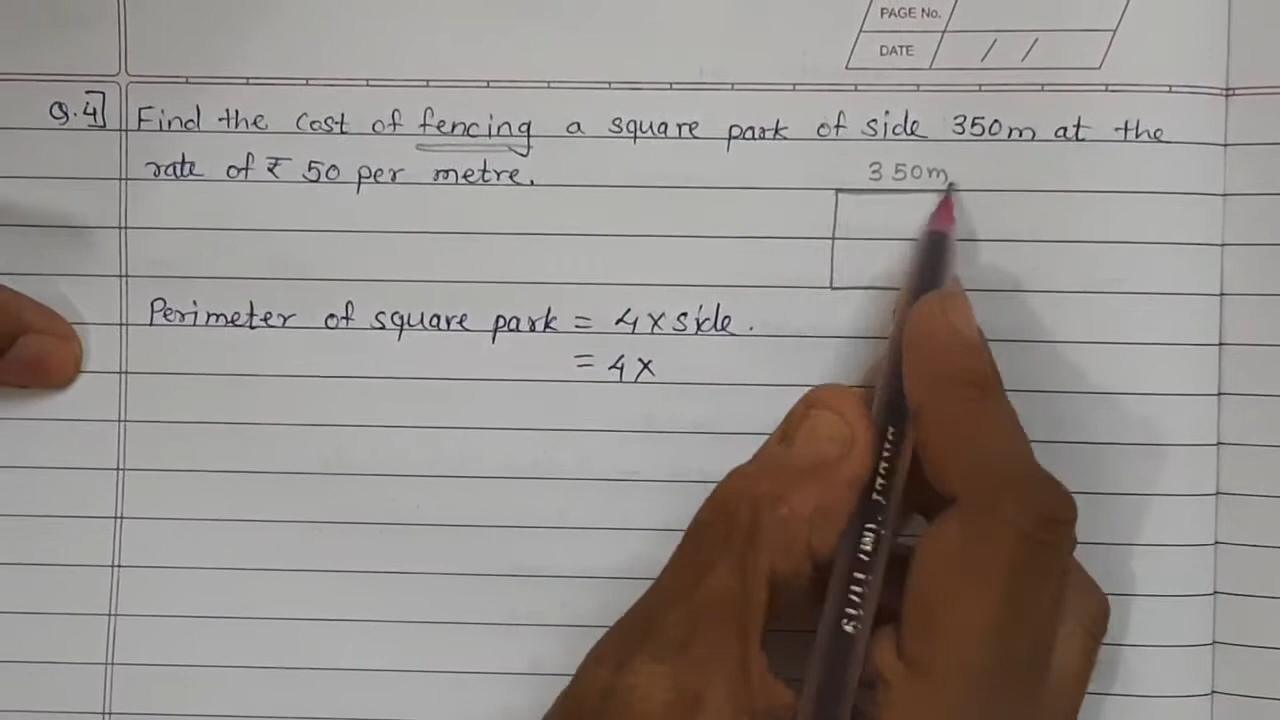 PAGE No.
DATE / /
Q.4] Find the cost of fencing a square park of side 350m at the
rate of ₹ 50 per metre.
350m
Perimeter of square park = 4 x side.
= 4 x